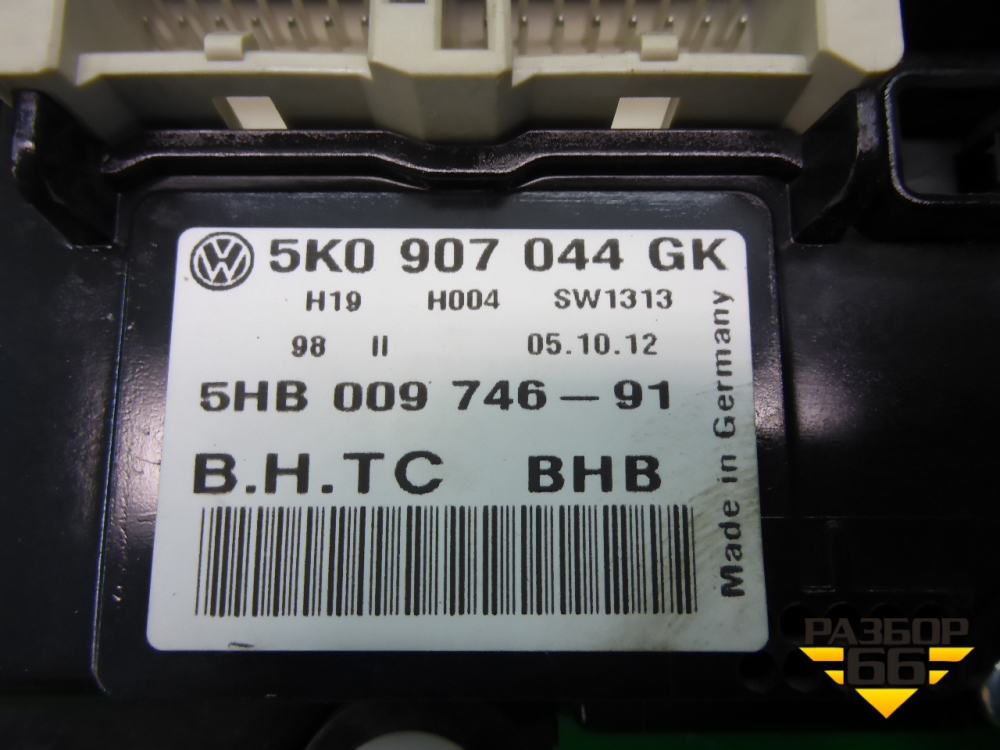 5K0 907 044 GK
H19 H004 SW1313
98 II 05.10.12
5HB 009 746-91
B.H.TC BHB
Made in Germany
РАЗБОР
66